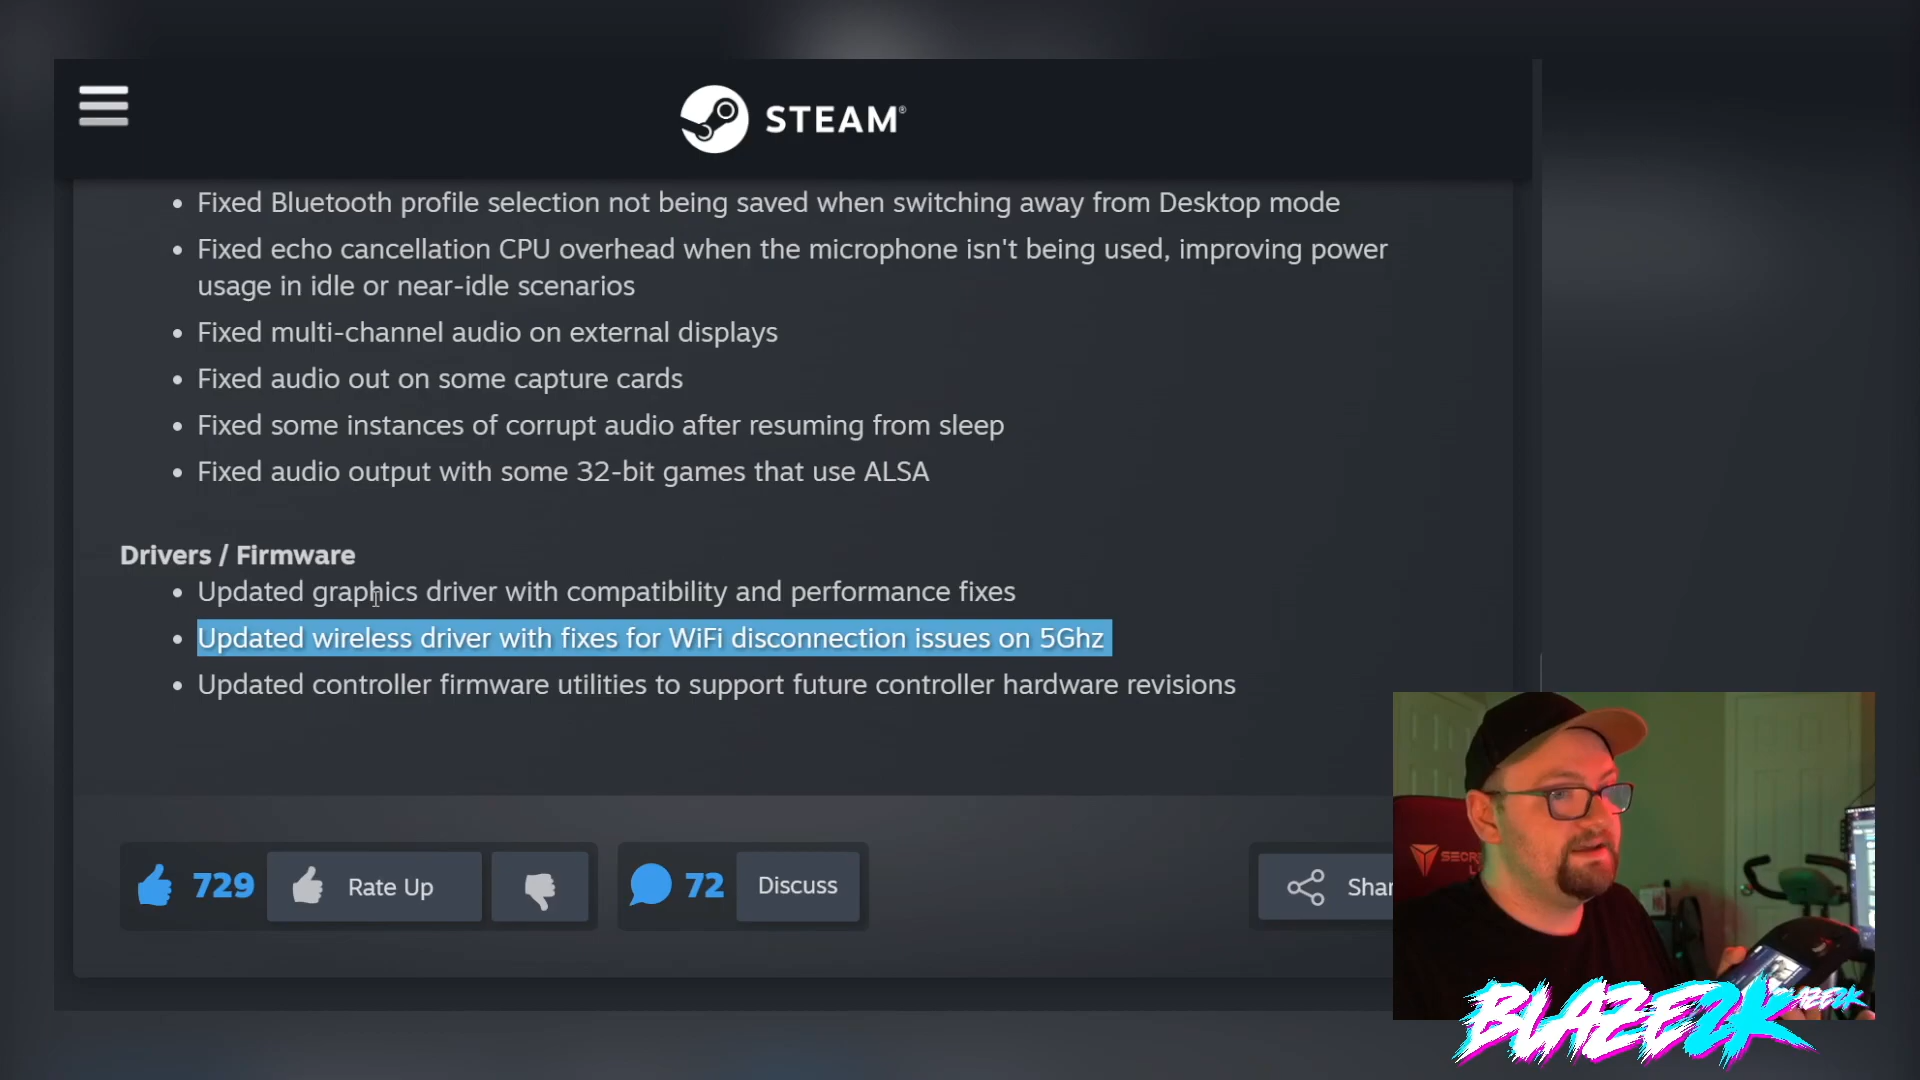 STEAM®
Fixed Bluetooth profile selection not being saved when switching away from Desktop mode
Fixed echo cancellation CPU overhead when the microphone isn't being used, improving power
usage in idle or near-idle scenarios
Fixed multi-channel audio on external displays
Fixed audio out on some capture cards
Fixed some instances of corrupt audio after resuming from sleep
Fixed audio output with some 32-bit games that use ALSA
Drivers / Firmware
Updated graphics driver with compatibility and performance fixes
Updated wireless driver with fixes for WiFi disconnection issues on 5Ghz
Updated controller firmware utilities to support future controller hardware revisions
729
Rate Up
72
Discuss
Shar
SECRE
L
BLAZE2K